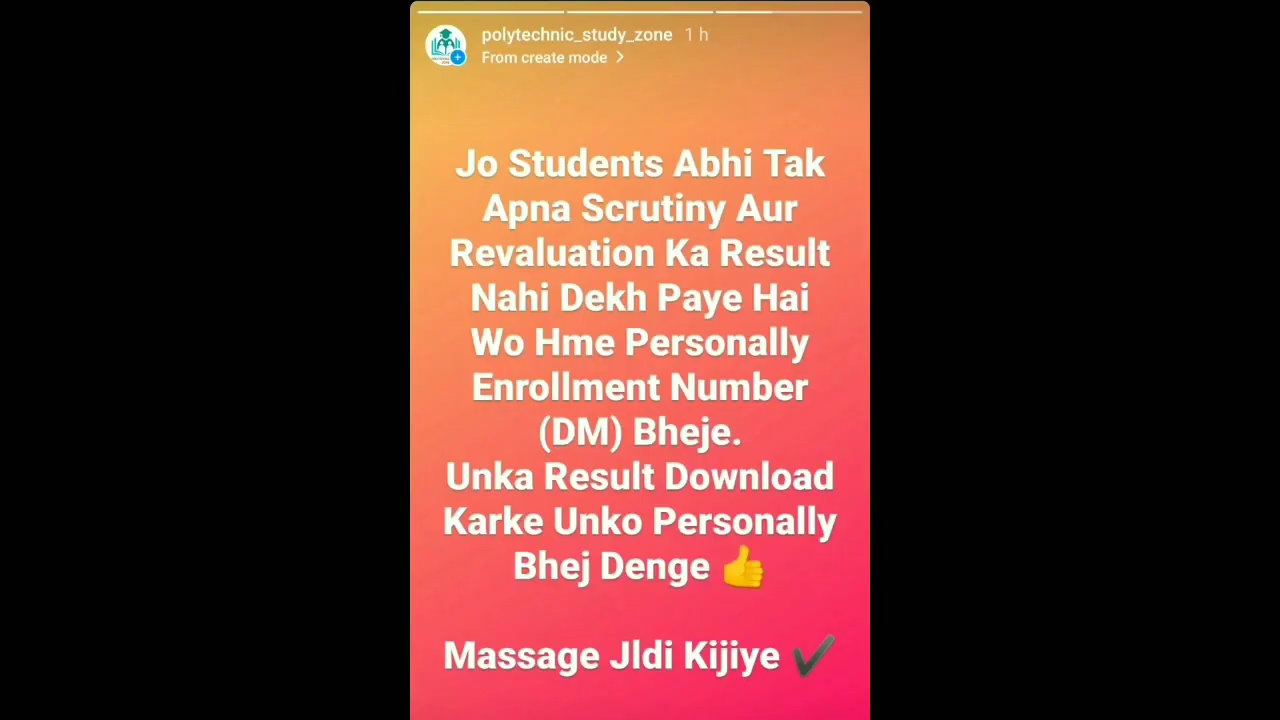 polytechnic_study_zone 1 h
From create mode >
Jo Students Abhi Tak
Apna Scrutiny Aur
Revaluation Ka Result
Nahi Dekh Paye Hai
Wo Hme Personally
Enrollment Number
(DM) Bheje.
Unka Result Download
Karke Unko Personally
Bhej Denge 👍
Massage Jldi Kijiye ✔